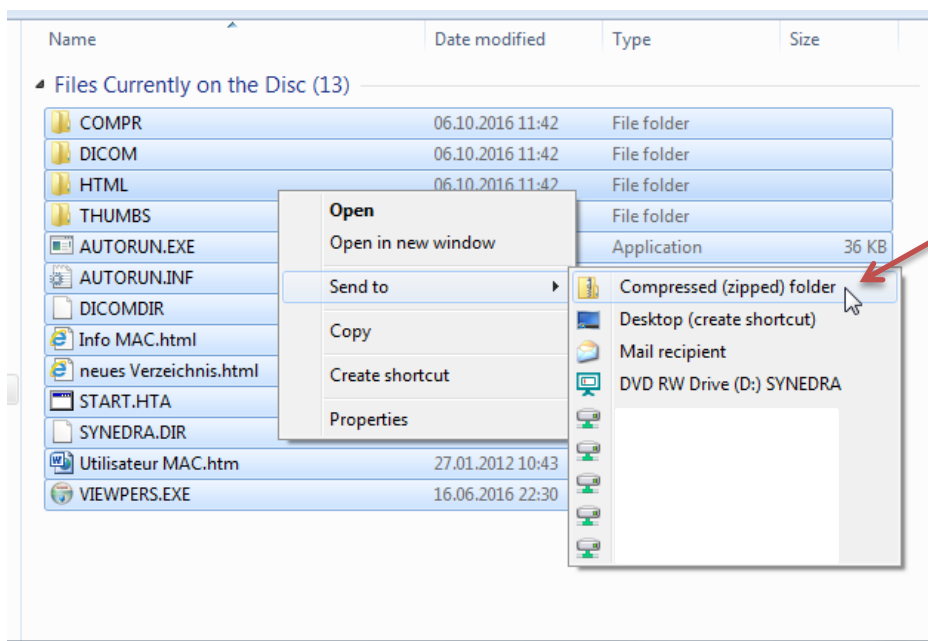 Name Date modified Type Size
Files Currently on the Disc (13)
COMPR 06.10.2016 11:42 File folder
DICOM 06.10.2016 11:42 File folder
HTML 06.10.2016 11:42 File folder
THUMBS File folder
AUTORUN.EXE Application 36 KB
AUTORUN.INF
DICOMDIR
Info MAC.html
neues Verzeichnis.html
START.HTA
SYNEDRA.DIR
Utilisateur MAC.htm 27.01.2012 10:43
VIEWPERS.EXE 16.06.2016 22:30
Open
Open in new window
Send to
Copy
Create shortcut
Properties
Compressed (zipped) folder
Desktop (create shortcut)
Mail recipient
DVD RW Drive (D:) SYNEDRA